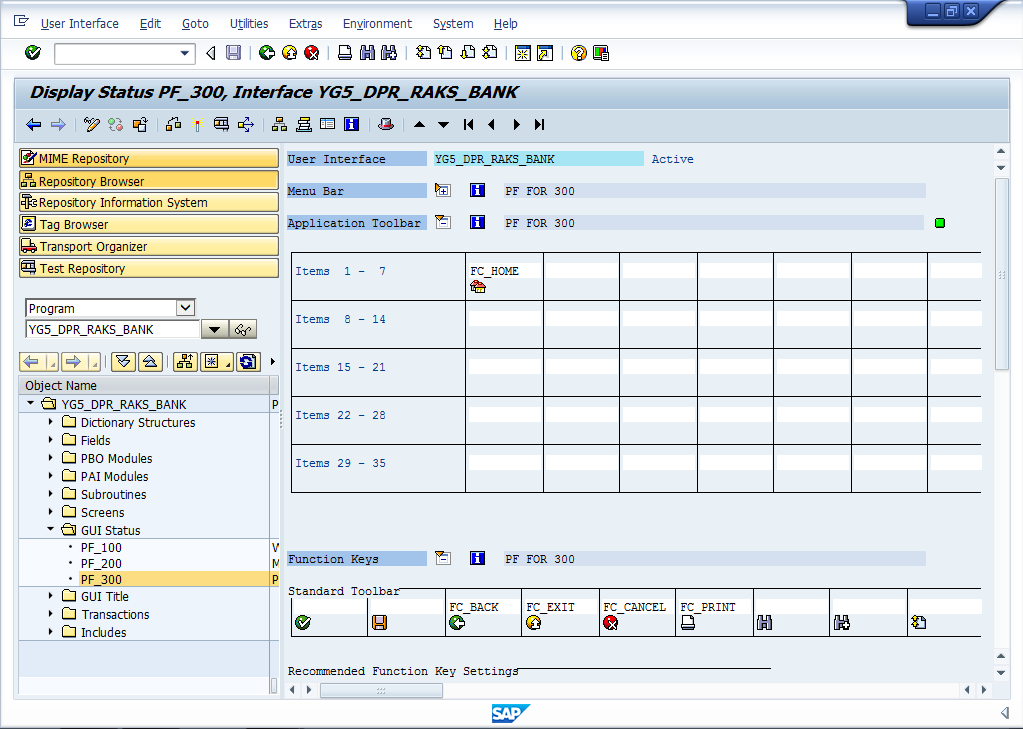 User Interface Edit Goto Utilities Extras Environment System Help
Display Status PF_300, Interface YG5_DPR_RAKS_BANK
MIME Repository
Repository Browser
Repository Information System
Tag Browser
Transport Organizer
Test Repository
Program
YG5_DPR_RAKS_BANK
Object Name
YG5_DPR_RAKS_BANK P
Dictionary Structures
Fields
PBO Modules
PAI Modules
Subroutines
Screens
GUI Status
PF_100
PF_200
PF_300 P
GUI Title
Transactions
Includes
User Interface YG5_DPR_RAKS_BANK Active
Menu Bar PF FOR 300
Application Toolbar PF FOR 300
Items 1 - 7 FC_HOME
Items 8 - 14
Items 15 - 21
Items 22 - 28
Items 29 - 35
Function Keys PF FOR 300
Standard Toolbar
FC_BACK FC_EXIT FC_CANCEL FC_PRINT
Recommended Function Key Settings
SAP